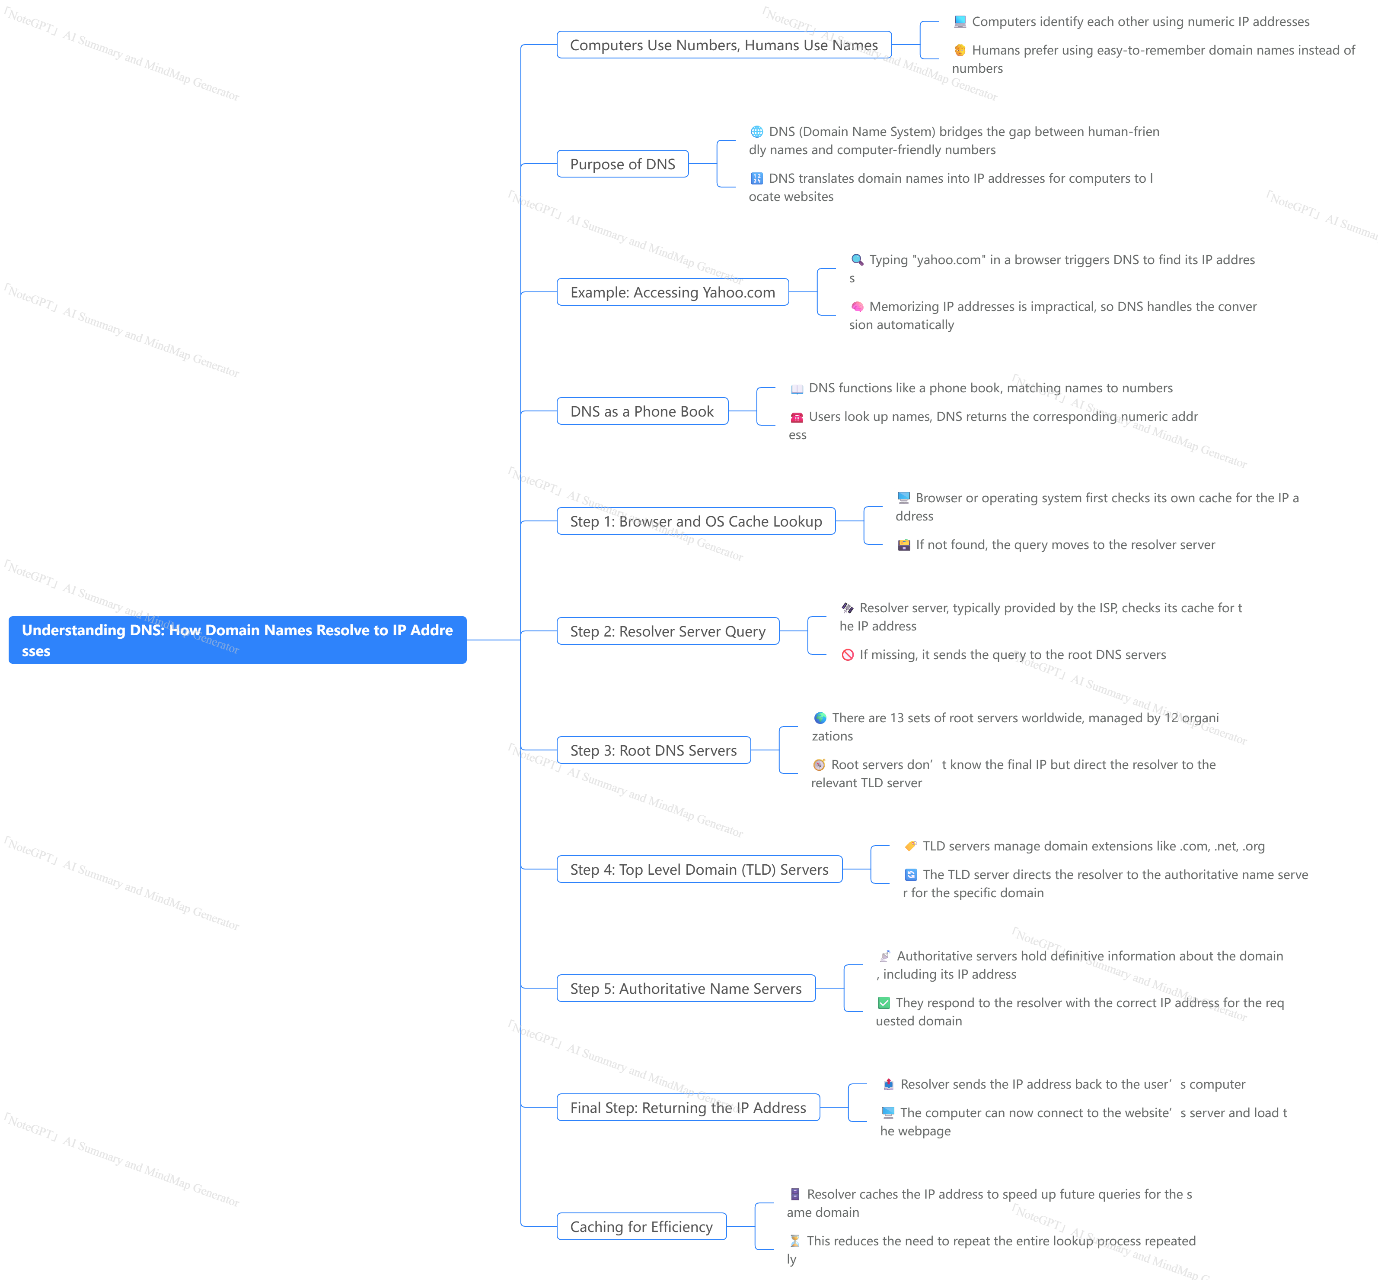 Understanding DNS: How Domain Names Resolve to IP Addre
sses
Computers Use Numbers, Humans Use Names
💻 Computers identify each other using numeric IP addresses
🧑 Humans prefer using easy-to-remember domain names instead of
numbers
Purpose of DNS
🌐 DNS (Domain Name System) bridges the gap between human-frien
dly names and computer-friendly numbers
🔢 DNS translates domain names into IP addresses for computers to l
ocate websites
Example: Accessing Yahoo.com
🔍 Typing "yahoo.com" in a browser triggers DNS to find its IP addres
s
🧠 Memorizing IP addresses is impractical, so DNS handles the conver
sion automatically
DNS as a Phone Book
📖 DNS functions like a phone book, matching names to numbers
☎️ Users look up names, DNS returns the corresponding numeric addr
ess
Step 1: Browser and OS Cache Lookup
🖥️ Browser or operating system first checks its own cache for the IP a
ddress
🗃️ If not found, the query moves to the resolver server
Step 2: Resolver Server Query
🛰️ Resolver server, typically provided by the ISP, checks its cache for t
he IP address
🚫 If missing, it sends the query to the root DNS servers
Step 3: Root DNS Servers
🌍 There are 13 sets of root servers worldwide, managed by 12 organi
zations
🧭 Root servers don’t know the final IP but direct the resolver to the
relevant TLD server
Step 4: Top Level Domain (TLD) Servers
🏷️ TLD servers manage domain extensions like .com, .net, .org
🔄 The TLD server directs the resolver to the authoritative name serve
r for the specific domain
Step 5: Authoritative Name Servers
📡 Authoritative servers hold definitive information about the domain
, including its IP address
✅ They respond to the resolver with the correct IP address for the req
uested domain
Final Step: Returning the IP Address
📤 Resolver sends the IP address back to the user’s computer
🖥️ The computer can now connect to the website’s server and load t
he webpage
Caching for Efficiency
🗄️ Resolver caches the IP address to speed up future queries for the s
ame domain
⏳ This reduces the need to repeat the entire lookup process repeated
ly
「NoteGPT」AI Summary and MindMap Generator